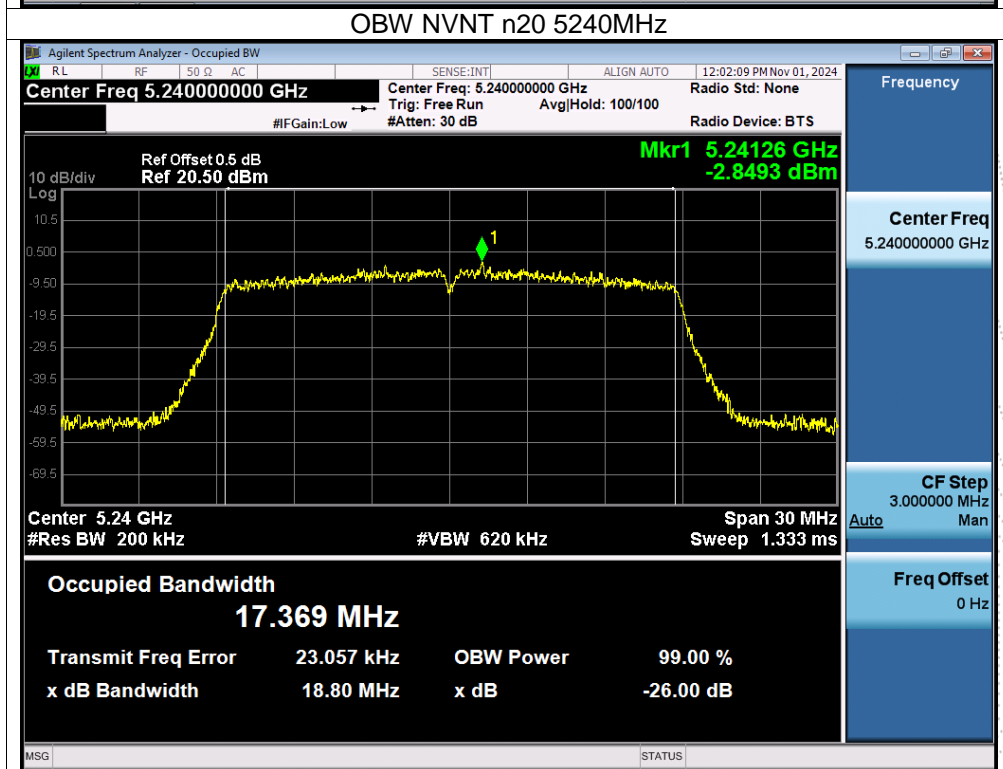 OBW NVNT n20 5240MHz
Agilent Spectrum Analyzer - Occupied BW
LXI RL RF 50 Ω AC SENSE:INT ALIGN AUTO 12:02:09 PM Nov 01, 2024
Center Freq 5.240000000 GHz
Center Freq: 5.240000000 GHz
Radio Std: None
Trig: Free Run Avg|Hold: 100/100
#IFGain:Low #Atten: 30 dB Radio Device: BTS
Frequency
Mkr1 5.24126 GHz
-2.8493 dBm
Ref Offset 0.5 dB
10 dB/div Ref 20.50 dBm
Log
10.5
0.500
-9.50
-19.5
-29.5
-39.5
-49.5
-59.5
-69.5
1
Center 5.24 GHz Span 30 MHz
#Res BW 200 kHz #VBW 620 kHz Sweep 1.333 ms
Center Freq
5.240000000 GHz
CF Step
3.000000 MHz
Auto Man
Freq Offset
0 Hz
Occupied Bandwidth
17.369 MHz
Transmit Freq Error 23.057 kHz OBW Power 99.00 %
x dB Bandwidth 18.80 MHz x dB -26.00 dB
MSG STATUS